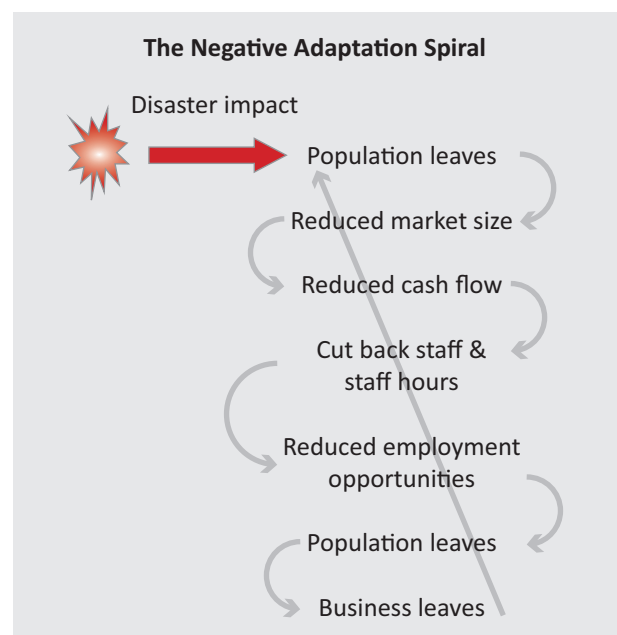 The Negative Adaptation Spiral
Disaster impact
Population leaves
Reduced market size
Reduced cash flow
Cut back staff &
staff hours
Reduced employment
opportunities
Population leaves
Business leaves